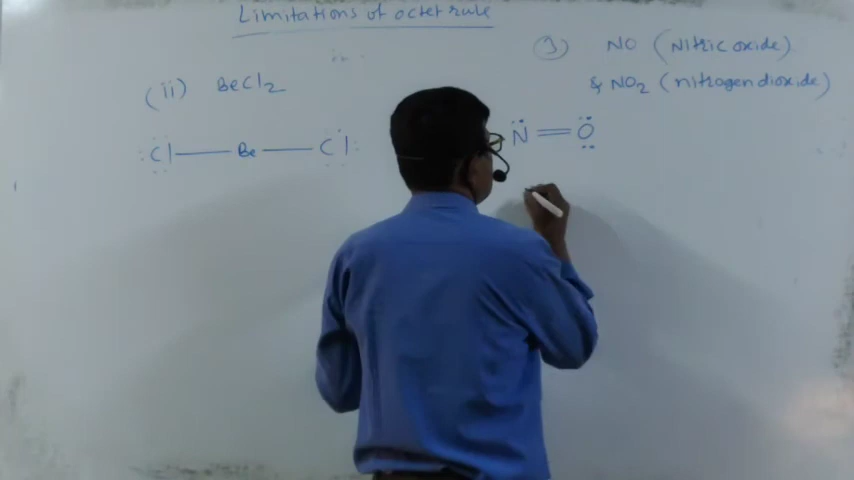 Limitations of octet rule
(ii) BeCl2
Cl — Be — Cl
(3) NO (Nitric oxide)
& NO2 (nitrogen dioxide)
N = O